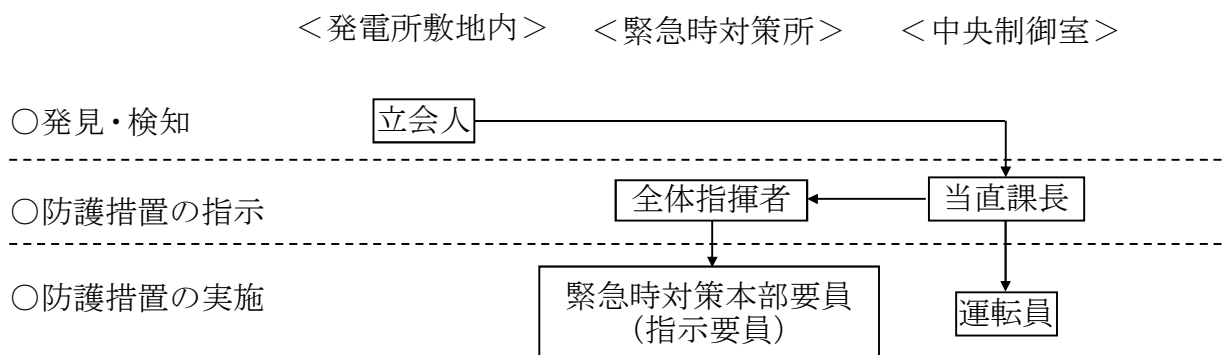 ＜発電所敷地内＞ ＜緊急時対策所＞ ＜中央制御室＞
○発見・検知 立会人
○防護措置の指示 全体指揮者 当直課長
○防護措置の実施 緊急時対策本部要員 運転員
（指示要員）